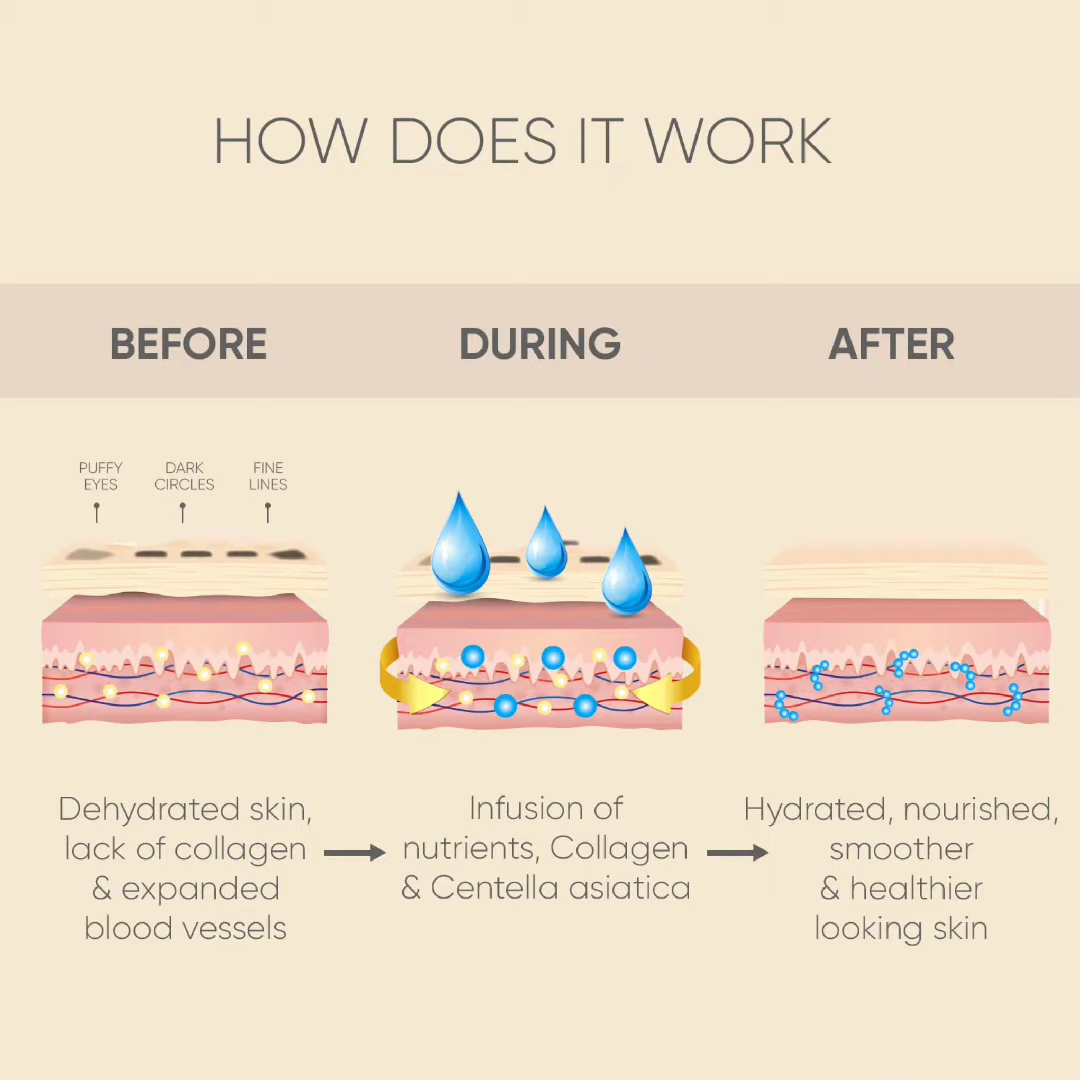 HOW DOES IT WORK
BEFORE
DURING
AFTER
PUFFY
EYES
DARK
CIRCLES
FINE
LINES
Dehydrated skin,
lack of collagen
& expanded
blood vessels
Infusion of
nutrients, Collagen
& Centella asiatica
Hydrated, nourished,
smoother
& healthier
looking skin